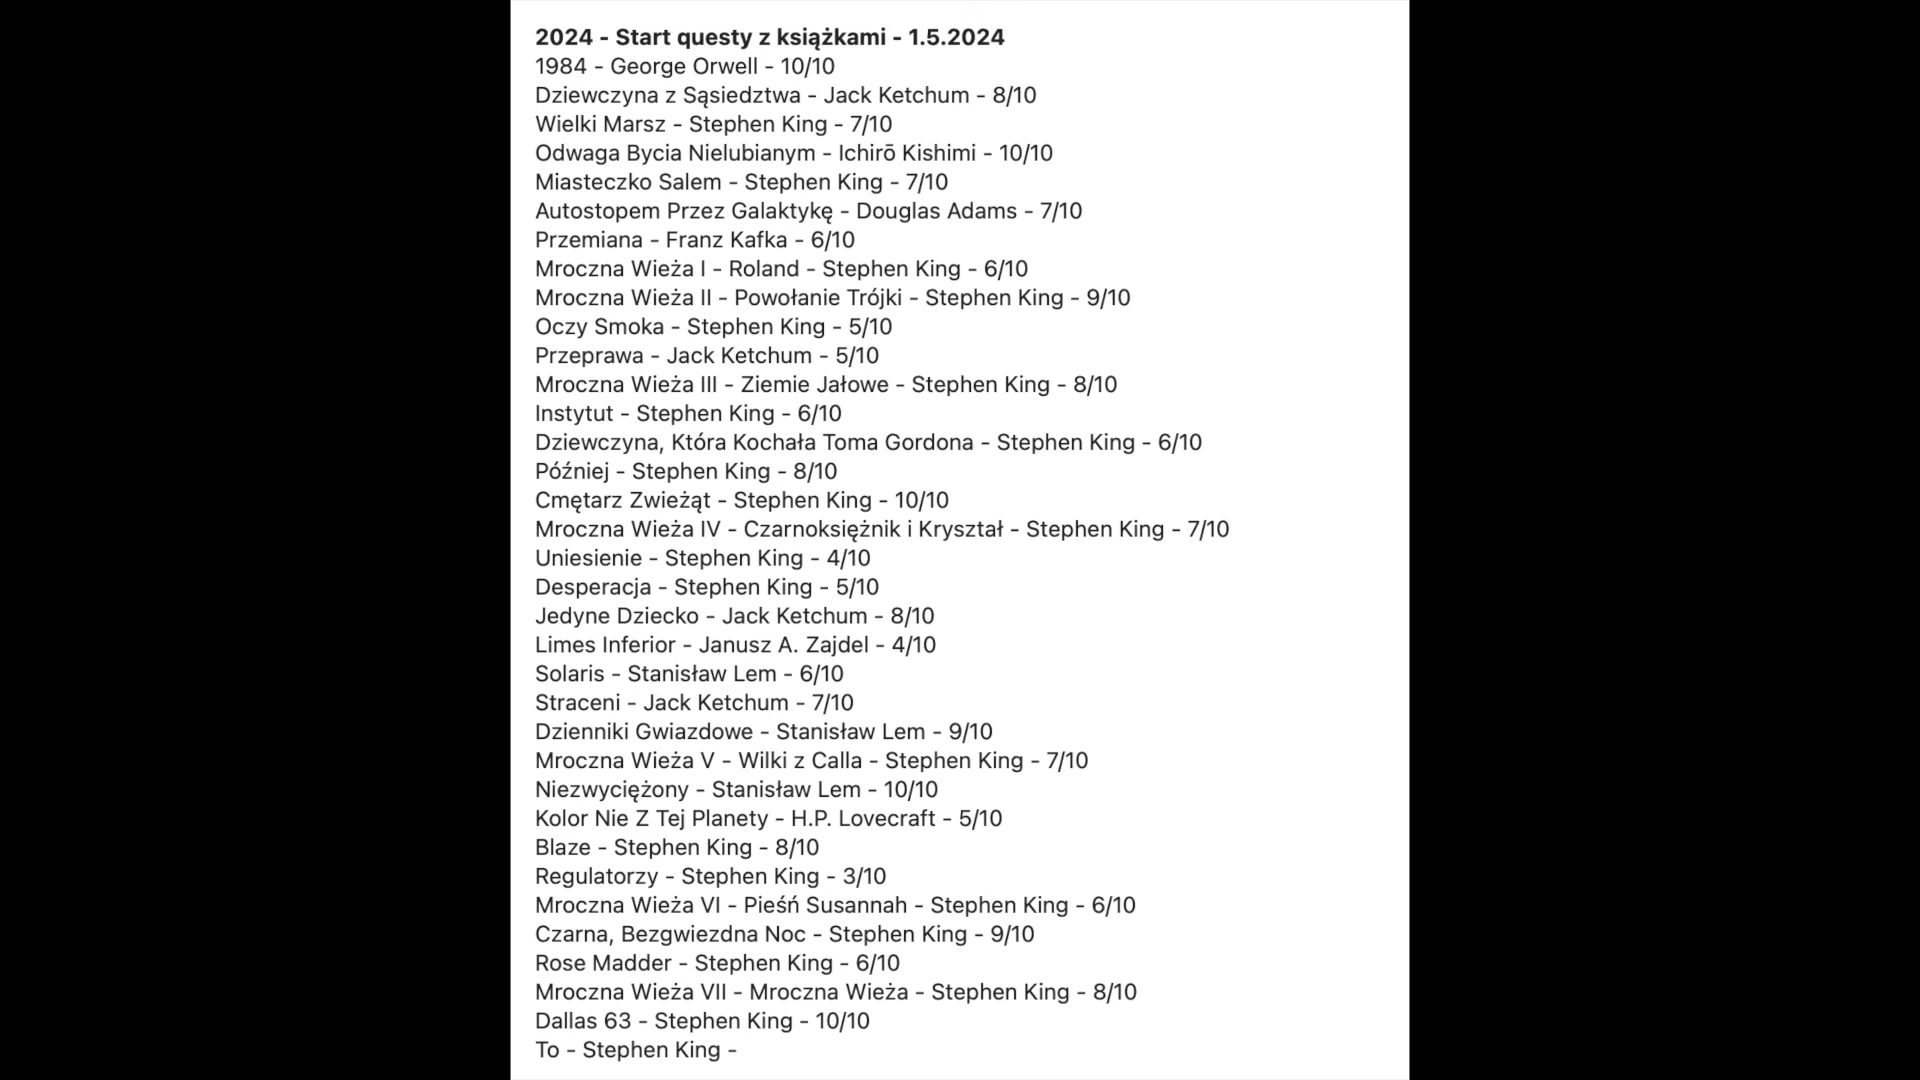 2024 - Start questy z książkami - 1.5.2024
1984 - George Orwell - 10/10
Dziewczyna z Sąsiedztwa - Jack Ketchum - 8/10
Wielki Marsz - Stephen King - 7/10
Odwaga Bycia Nielubianym - Ichirō Kishimi - 10/10
Miasteczko Salem - Stephen King - 7/10
Autostopem Przez Galaktykę - Douglas Adams - 7/10
Przemiana - Franz Kafka - 6/10
Mroczna Wieża I - Roland - Stephen King - 6/10
Mroczna Wieża II - Powołanie Trójki - Stephen King - 9/10
Oczy Smoka - Stephen King - 5/10
Przeprawa - Jack Ketchum - 5/10
Mroczna Wieża III - Ziemie Jałowe - Stephen King - 8/10
Instytut - Stephen King - 6/10
Dziewczyna, Która Kochała Toma Gordona - Stephen King - 6/10
Później - Stephen King - 8/10
Cmętarz Zwieżąt - Stephen King - 10/10
Mroczna Wieża IV - Czarnoksiężnik i Kryształ - Stephen King - 7/10
Uniesienie - Stephen King - 4/10
Desperacja - Stephen King - 5/10
Jedyne Dziecko - Jack Ketchum - 8/10
Limes Inferior - Janusz A. Zajdel - 4/10
Solaris - Stanisław Lem - 6/10
Straceni - Jack Ketchum - 7/10
Dzienniki Gwiazdowe - Stanisław Lem - 9/10
Mroczna Wieża V - Wilki z Calla - Stephen King - 7/10
Niezwyciężony - Stanisław Lem - 10/10
Kolor Nie Z Tej Planety - H.P. Lovecraft - 5/10
Blaze - Stephen King - 8/10
Regulatorzy - Stephen King - 3/10
Mroczna Wieża VI - Pieśń Susannah - Stephen King - 6/10
Czarna, Bezgwiezdna Noc - Stephen King - 9/10
Rose Madder - Stephen King - 6/10
Mroczna Wieża VII - Mroczna Wieża - Stephen King - 8/10
Dallas 63 - Stephen King - 10/10
To - Stephen King -